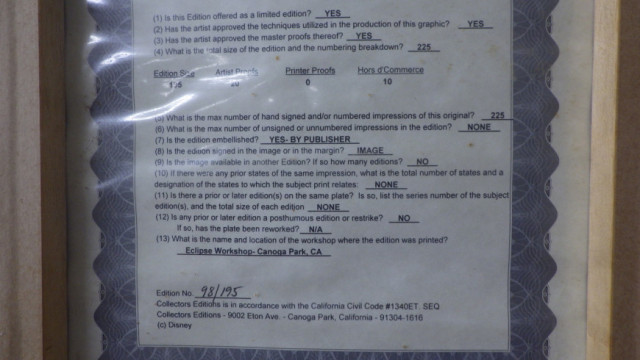 (1) Is this Edition offered as a limited edition? YES
(2) Has the artist approved the techniques utilized in the production of this graphic? YES
(3) Has the artist approved the master proofs thereof? YES
(4) What is the total size of the edition and the numbering breakdown? 225
Edition Size Artist Proofs Printer Proofs Hors d'Commerce
0 10
(5) What is the max number of hand signed and/or numbered impressions of this original? 225
(6) What is the max number of unsigned or unnumbered impressions in the edition? NONE
(7) Is the edition embellished? YES- BY PUBLISHER
(8) Is the edition signed in the image or in the margin? IMAGE
(9) Is the image available in another Edition? If so how many editions? NO
(10) If there were any prior states of the same impression, what is the total number of states and a
designation of the states to which the subject print relates: NONE
(11) Is there a prior or later edition(s) on the same plate? Is so, list the series number of the subject
edition(s), and the total size of each edition NONE
(12) Is any prior or later edition a posthumous edition or restrike? NO
If so, has the plate been reworked? N/A
(13) What is the name and location of the workshop where the edition was printed?
Eclipse Workshop- Canoga Park, CA
Edition No. 98/195
Collectors Editions is in accordance with the California Civil Code #1340ET. SEQ
Collectors Editions - 9002 Eton Ave. - Canoga Park, California - 91304-1616
(c) Disney